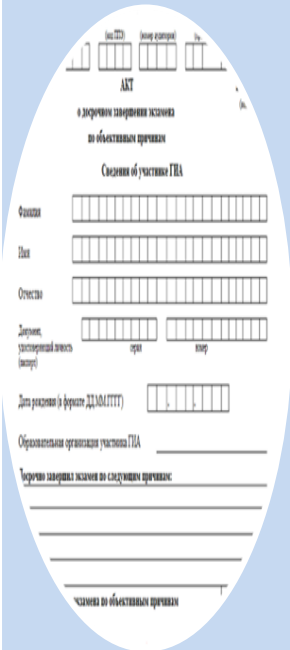 (код ППЭ) (номер аудитории)
АКТ
о досрочном завершении экзамена
по объективным причинам
Сведения об участнике ГИА
Фамилия
Имя
Отчество
Документ,
удостоверяющий личность
серия номер
(паспорт)
Дата рождения (в формате ДД.ММ.ГГГГ)
Образовательная организация участника ГИА
Досрочно завершил экзамен по следующим причинам:
экзамена по объективным причинам